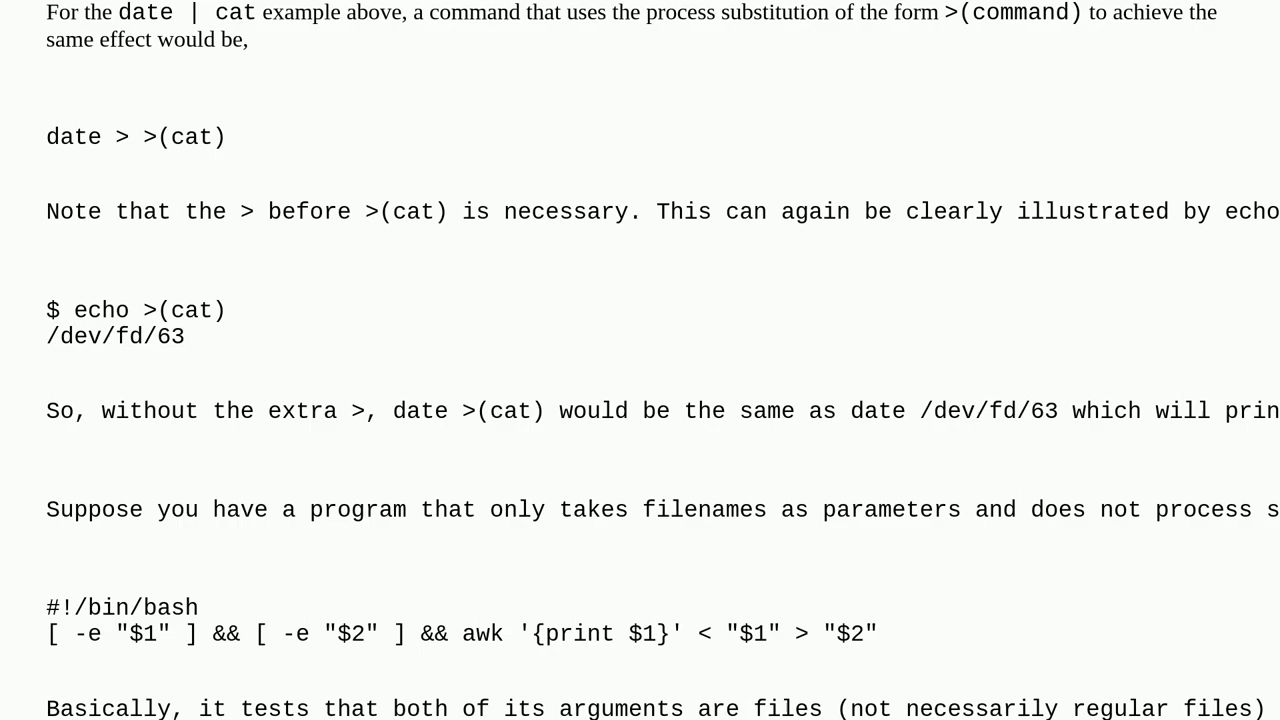 For the date | cat example above, a command that uses the process substitution of the form >(command) to achieve the
same effect would be,
date > >(cat)
Note that the > before >(cat) is necessary. This can again be clearly illustrated by echo
$ echo >(cat)
/dev/fd/63
So, without the extra >, date >(cat) would be the same as date /dev/fd/63 which will prin
Suppose you have a program that only takes filenames as parameters and does not process s
#!/bin/bash
[ -e "$1" ] && [ -e "$2" ] && awk '{print $1}' < "$1" > "$2"
Basically, it tests that both of its arguments are files (not necessarily regular files)